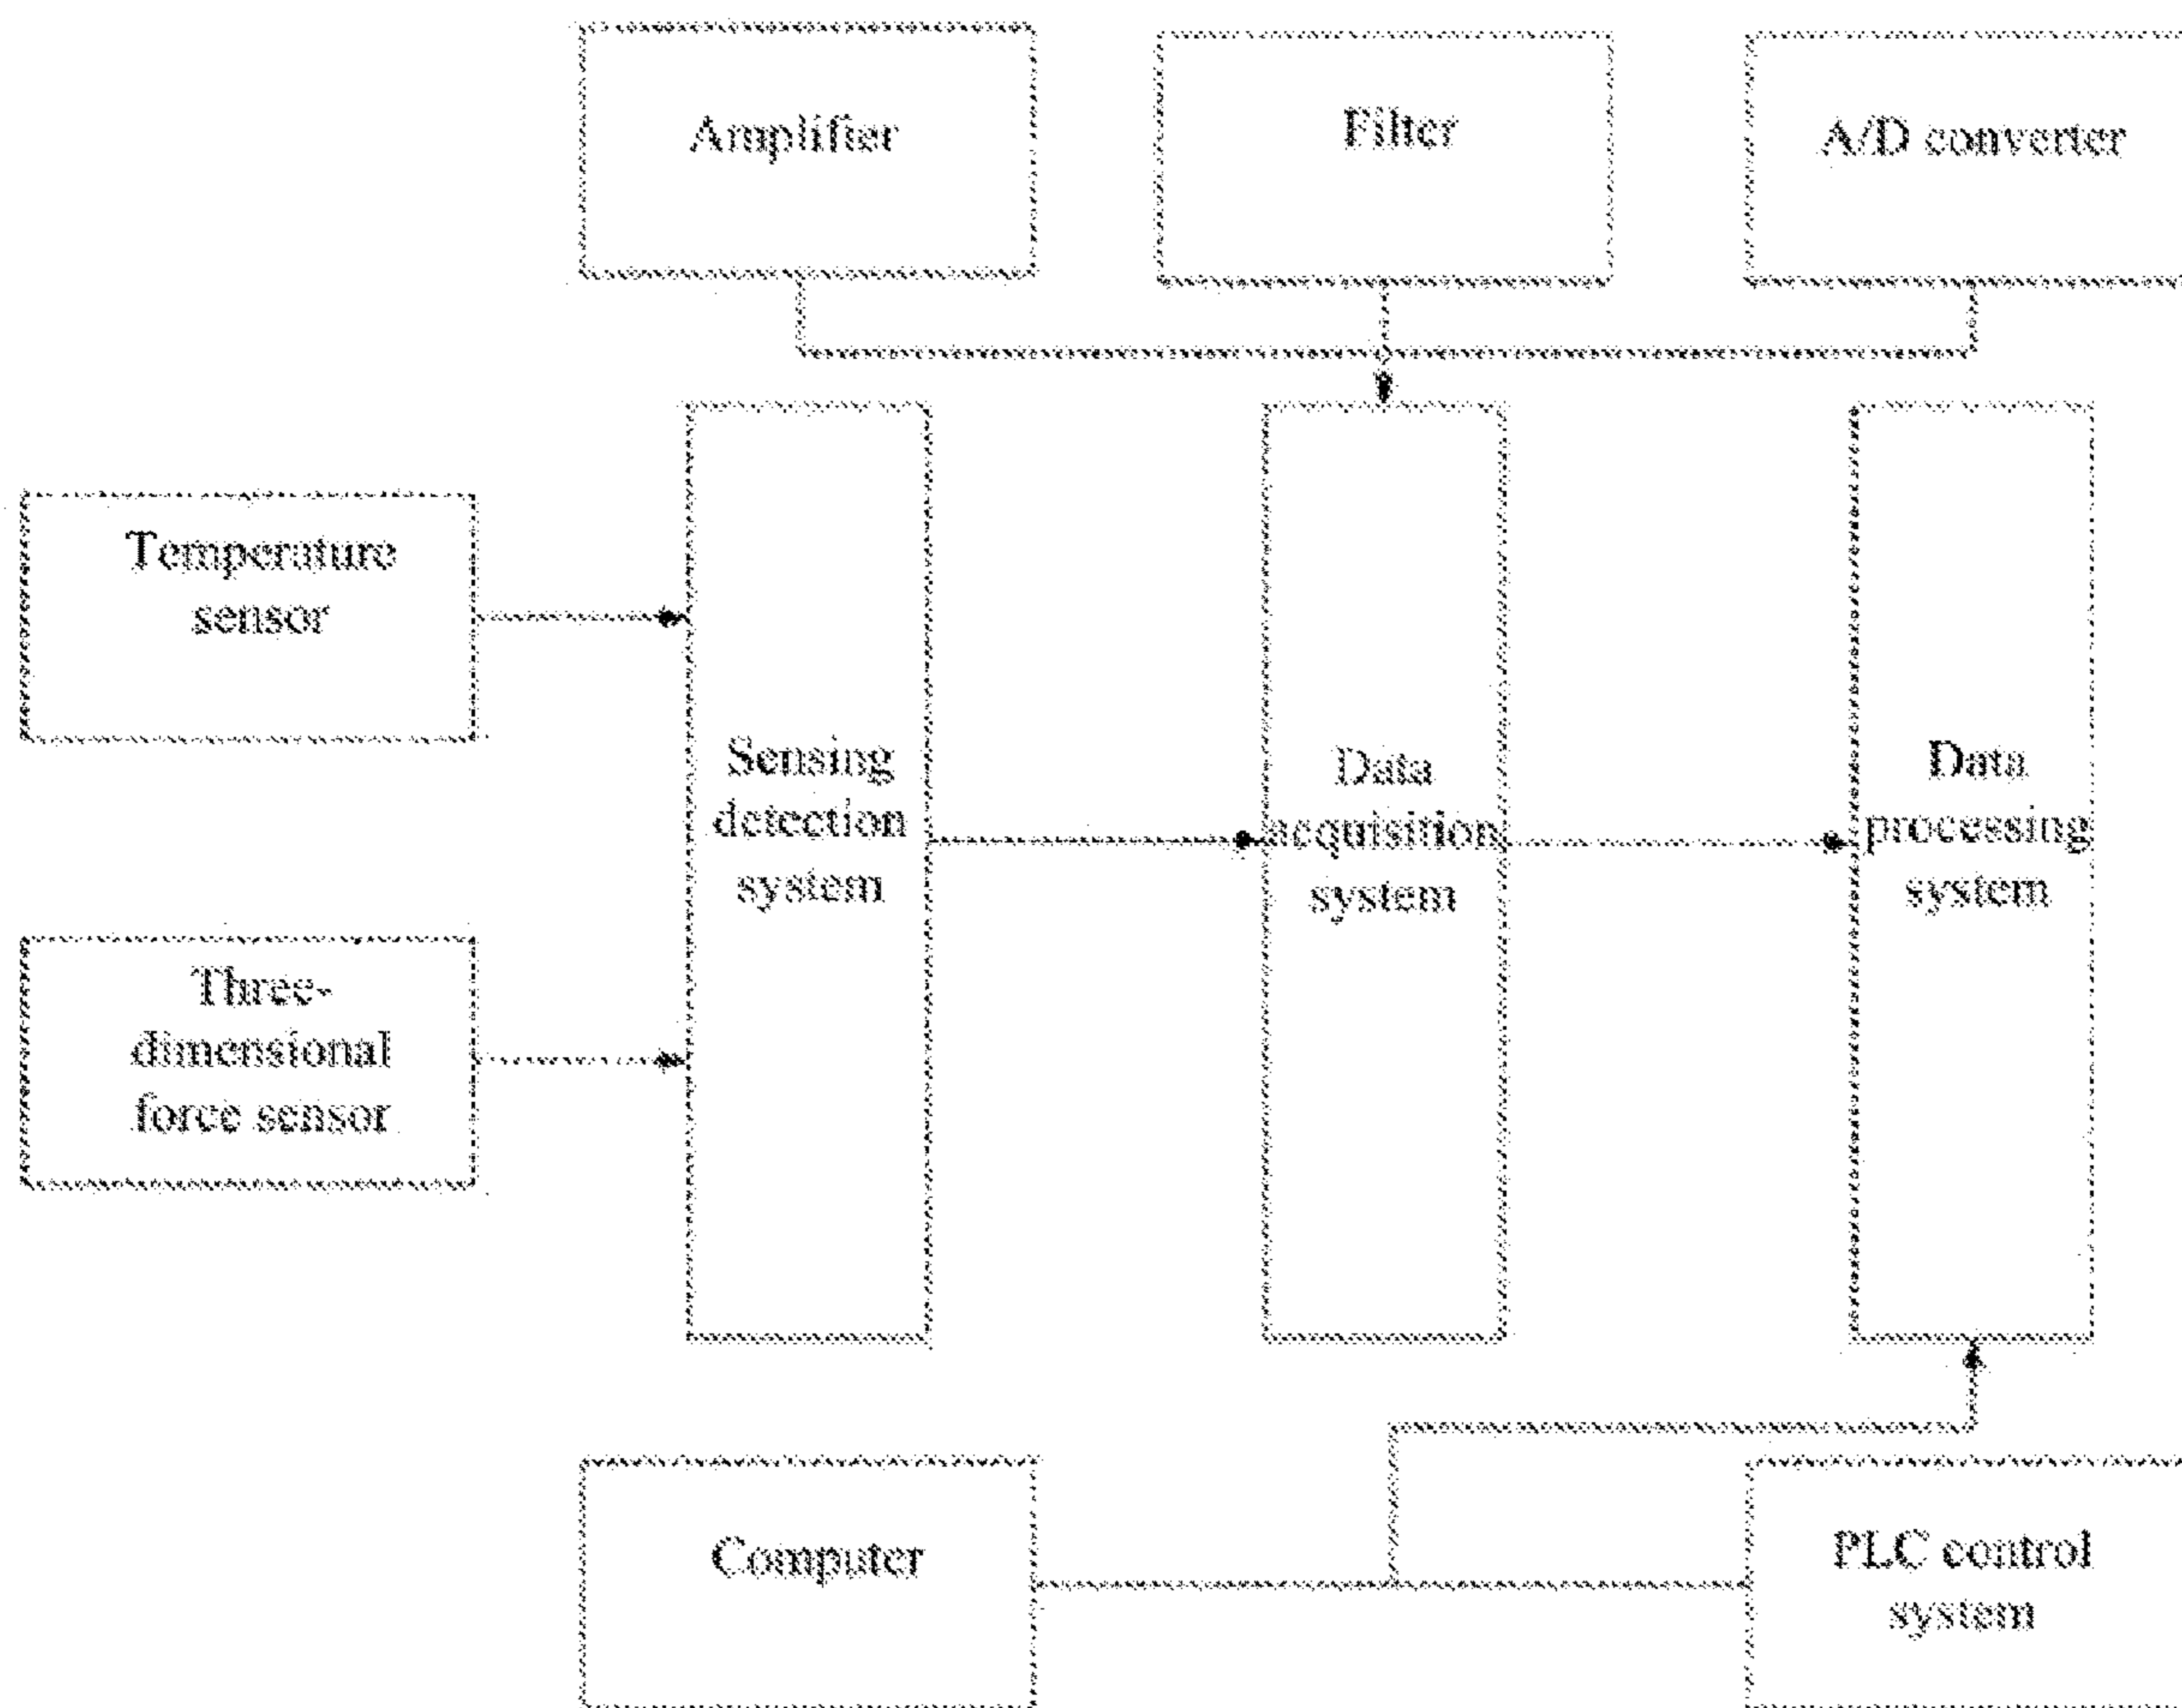 Amplifier
Filter
A/D converter
Temperature
sensor
Three-
dimensional
force sensor
Sensing
detection
system
Data
acquisition
system
Data
processing
system
Computer
PLC control
system